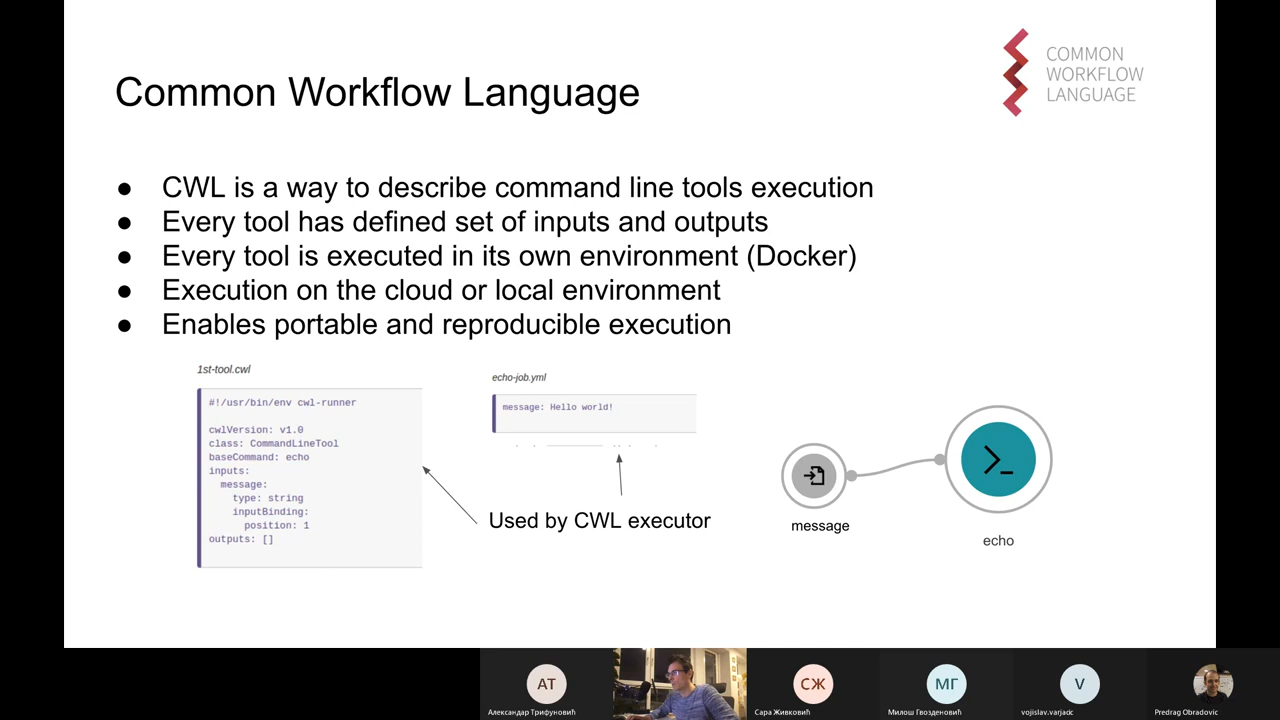 Common Workflow Language
COMMON
WORKFLOW
LANGUAGE
● CWL is a way to describe command line tools execution
● Every tool has defined set of inputs and outputs
● Every tool is executed in its own environment (Docker)
● Execution on the cloud or local environment
● Enables portable and reproducible execution
1st-tool.cwl
#!/usr/bin/env cwl-runner
cwlVersion: v1.0
class: CommandLineTool
baseCommand: echo
inputs:
  message:
    type: string
    inputBinding:
      position: 1
outputs: []
echo-job.yml
message: Hello world!
Used by CWL executor
message
echo
АТ
СЖ
МГ
V
Александар Трифуновић
Сара Живковић
Милош Гвозденовић
vojislav.varjacic
Predrag Obradovic